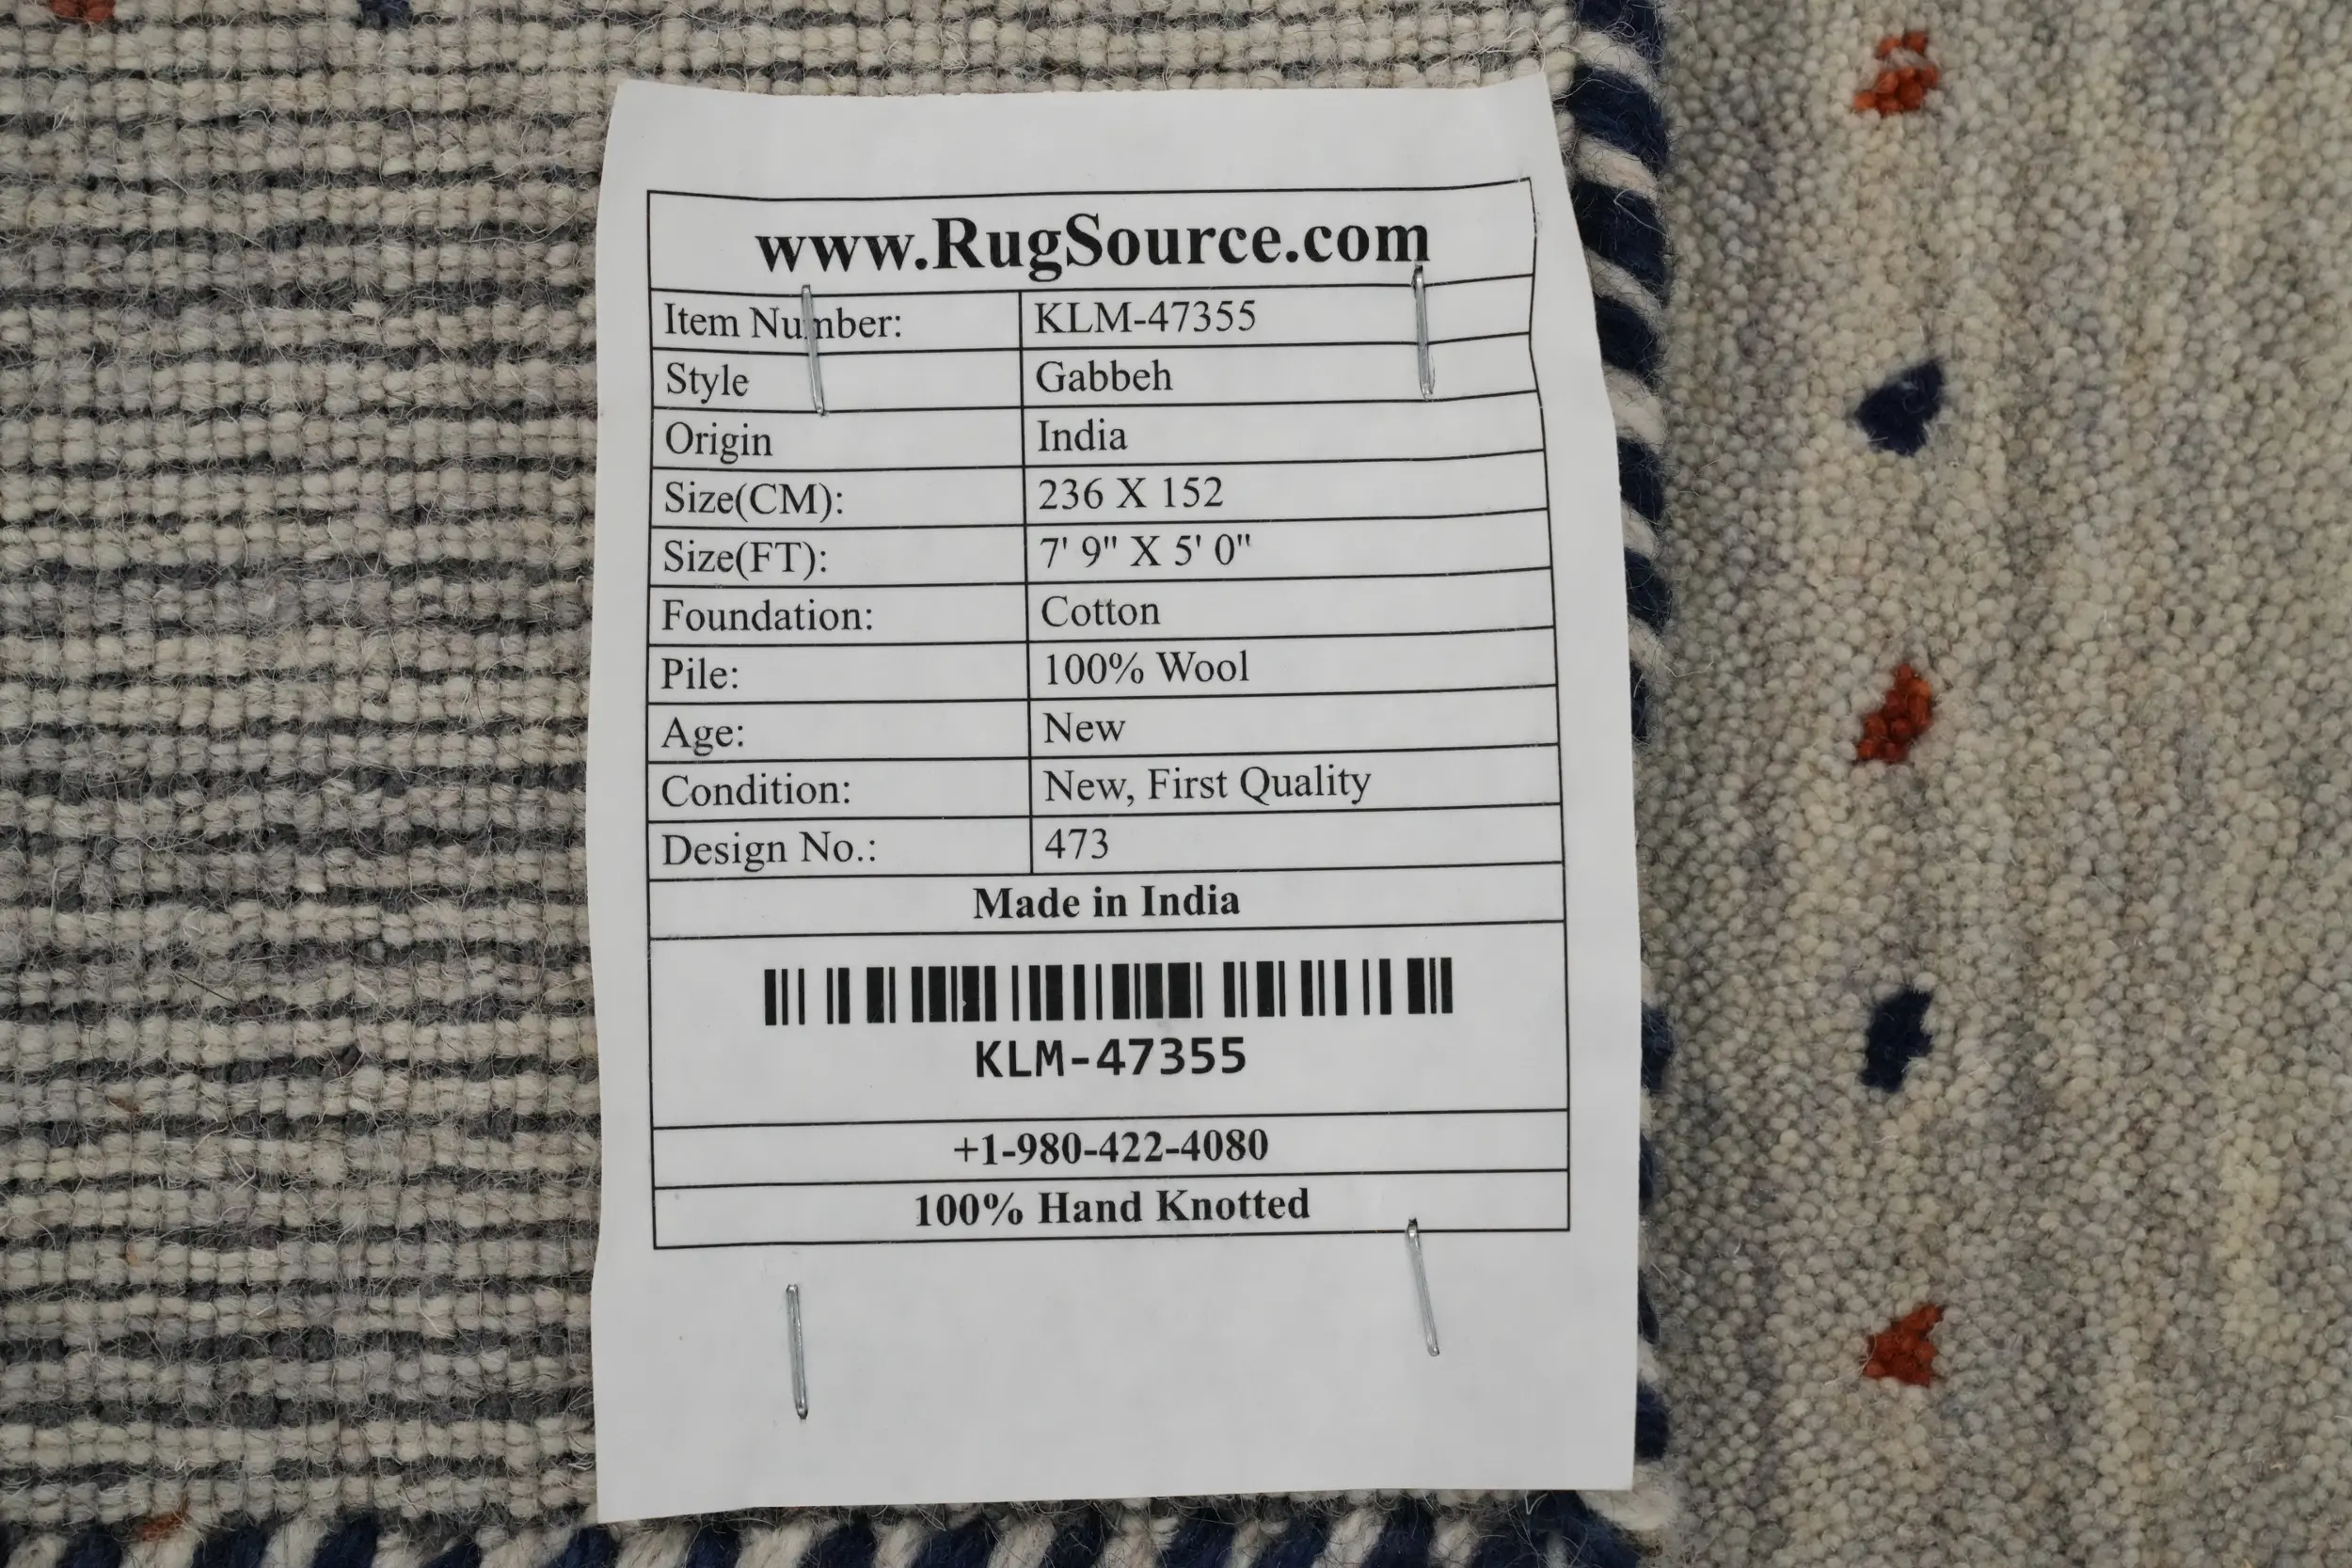 www.RugSource.com
Item Number: KLM-47355
Style Gabbeh
Origin India
Size(CM): 236 X 152
Size(FT): 7' 9" X 5' 0"
Foundation: Cotton
Pile: 100% Wool
Age: New
Condition: New, First Quality
Design No.: 473
Made in India
KLM-47355
+1-980-422-4080
100% Hand Knotted